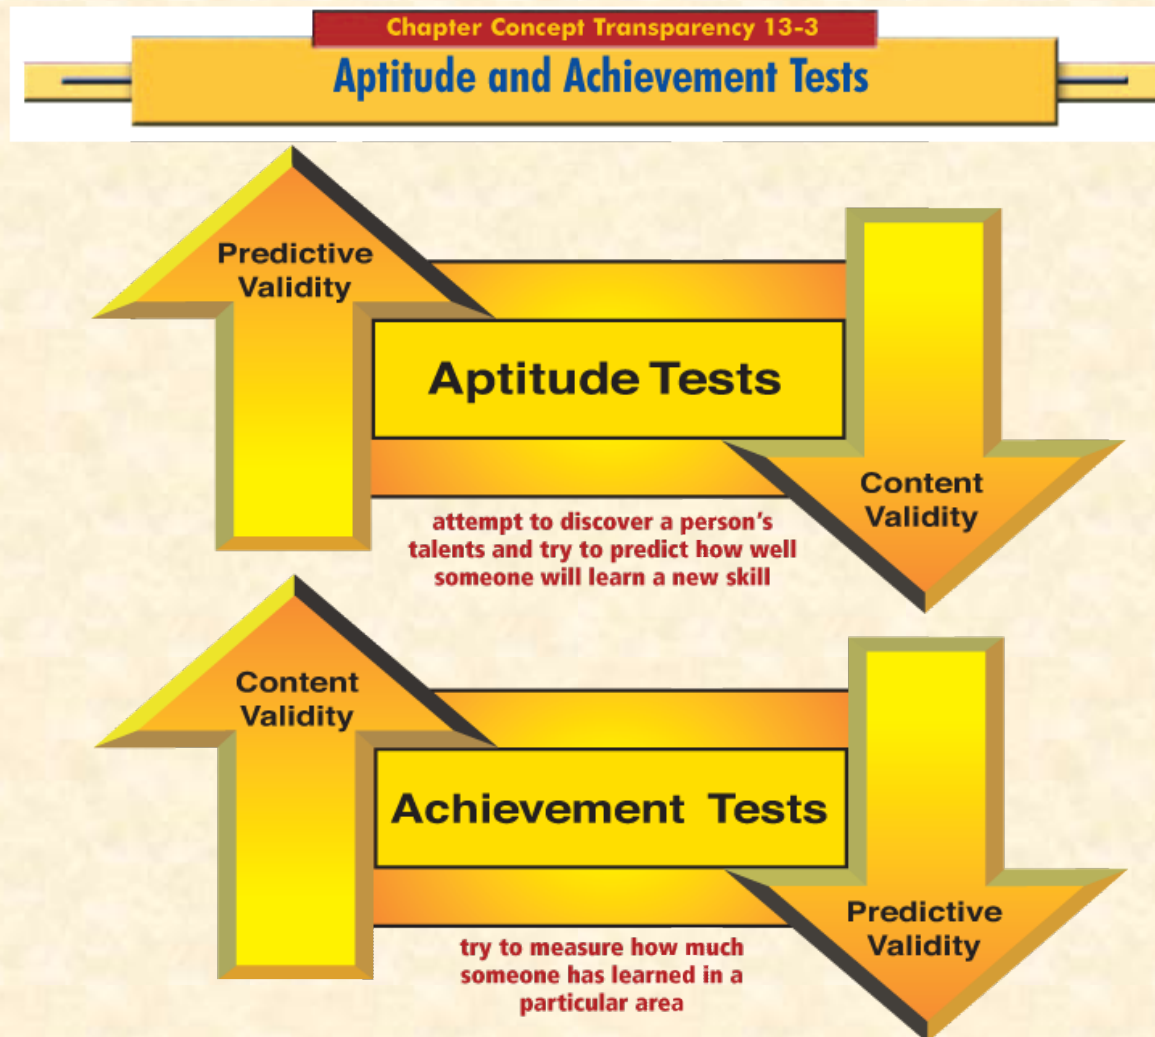 Chapter Concept Transparency 13-3
Aptitude and Achievement Tests
Predictive
Validity
Aptitude Tests
Content
Validity
attempt to discover a person’s
talents and try to predict how well
someone will learn a new skill
Content
Validity
Achievement Tests
Predictive
Validity
try to measure how much
someone has learned in a
particular area